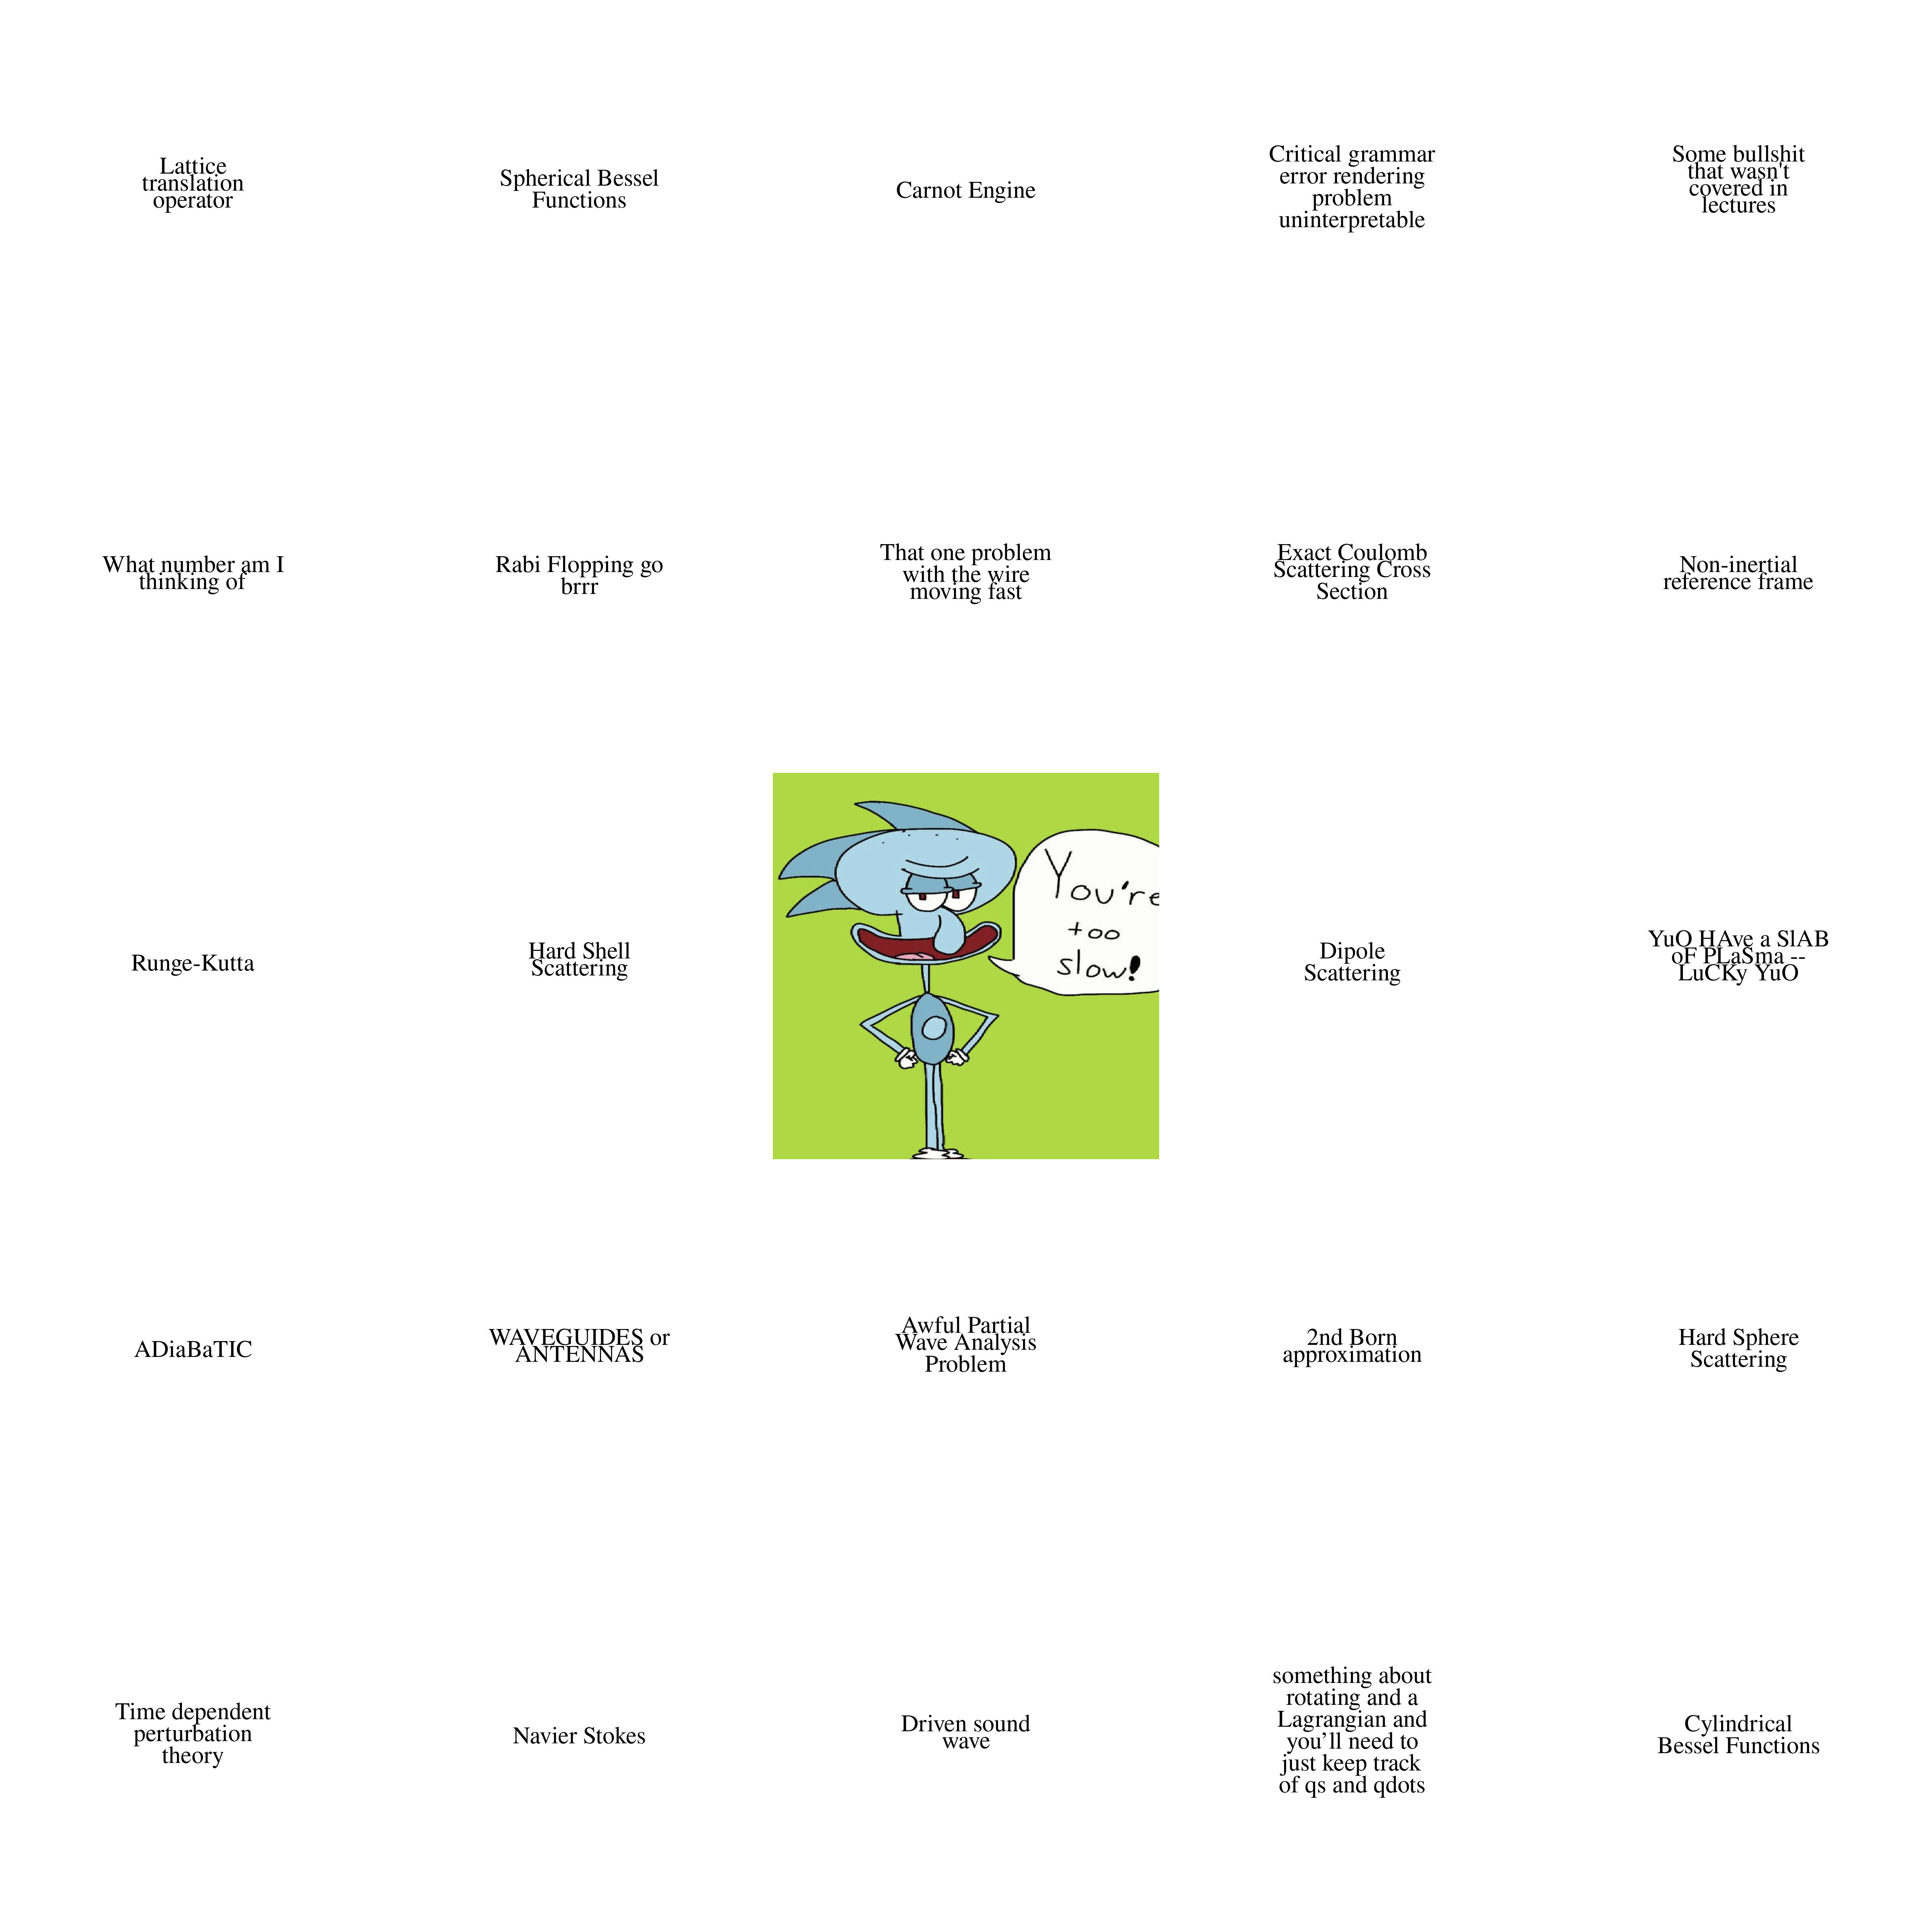 Lattice
translation
operator
Spherical Bessel
Functions
Carnot Engine
Critical grammar
error rendering
problem
uninterpretable
Some bullshit
that wasn't
covered in
lectures
What number am I
thinking of
Rabi Flopping go
brrr
That one problem
with the wire
moving fast
Exact Coulomb
Scattering Cross
Section
Non-inertial
reference frame
Runge-Kutta
Hard Shell
Scattering
You're
too
slow!
Dipole
Scattering
YuO HAve a SlAB
oF PLaSma --
LuCKy YuO
ADiaBaTIC
WAVEGUIDES or
ANTENNAS
Awful Partial
Wave Analysis
Problem
2nd Born
approximation
Hard Sphere
Scattering
Time dependent
perturbation
theory
Navier Stokes
Driven sound
wave
something about
rotating and a
Lagrangian and
you’ll need to
just keep track
of qs and qdots
Cylindrical
Bessel Functions